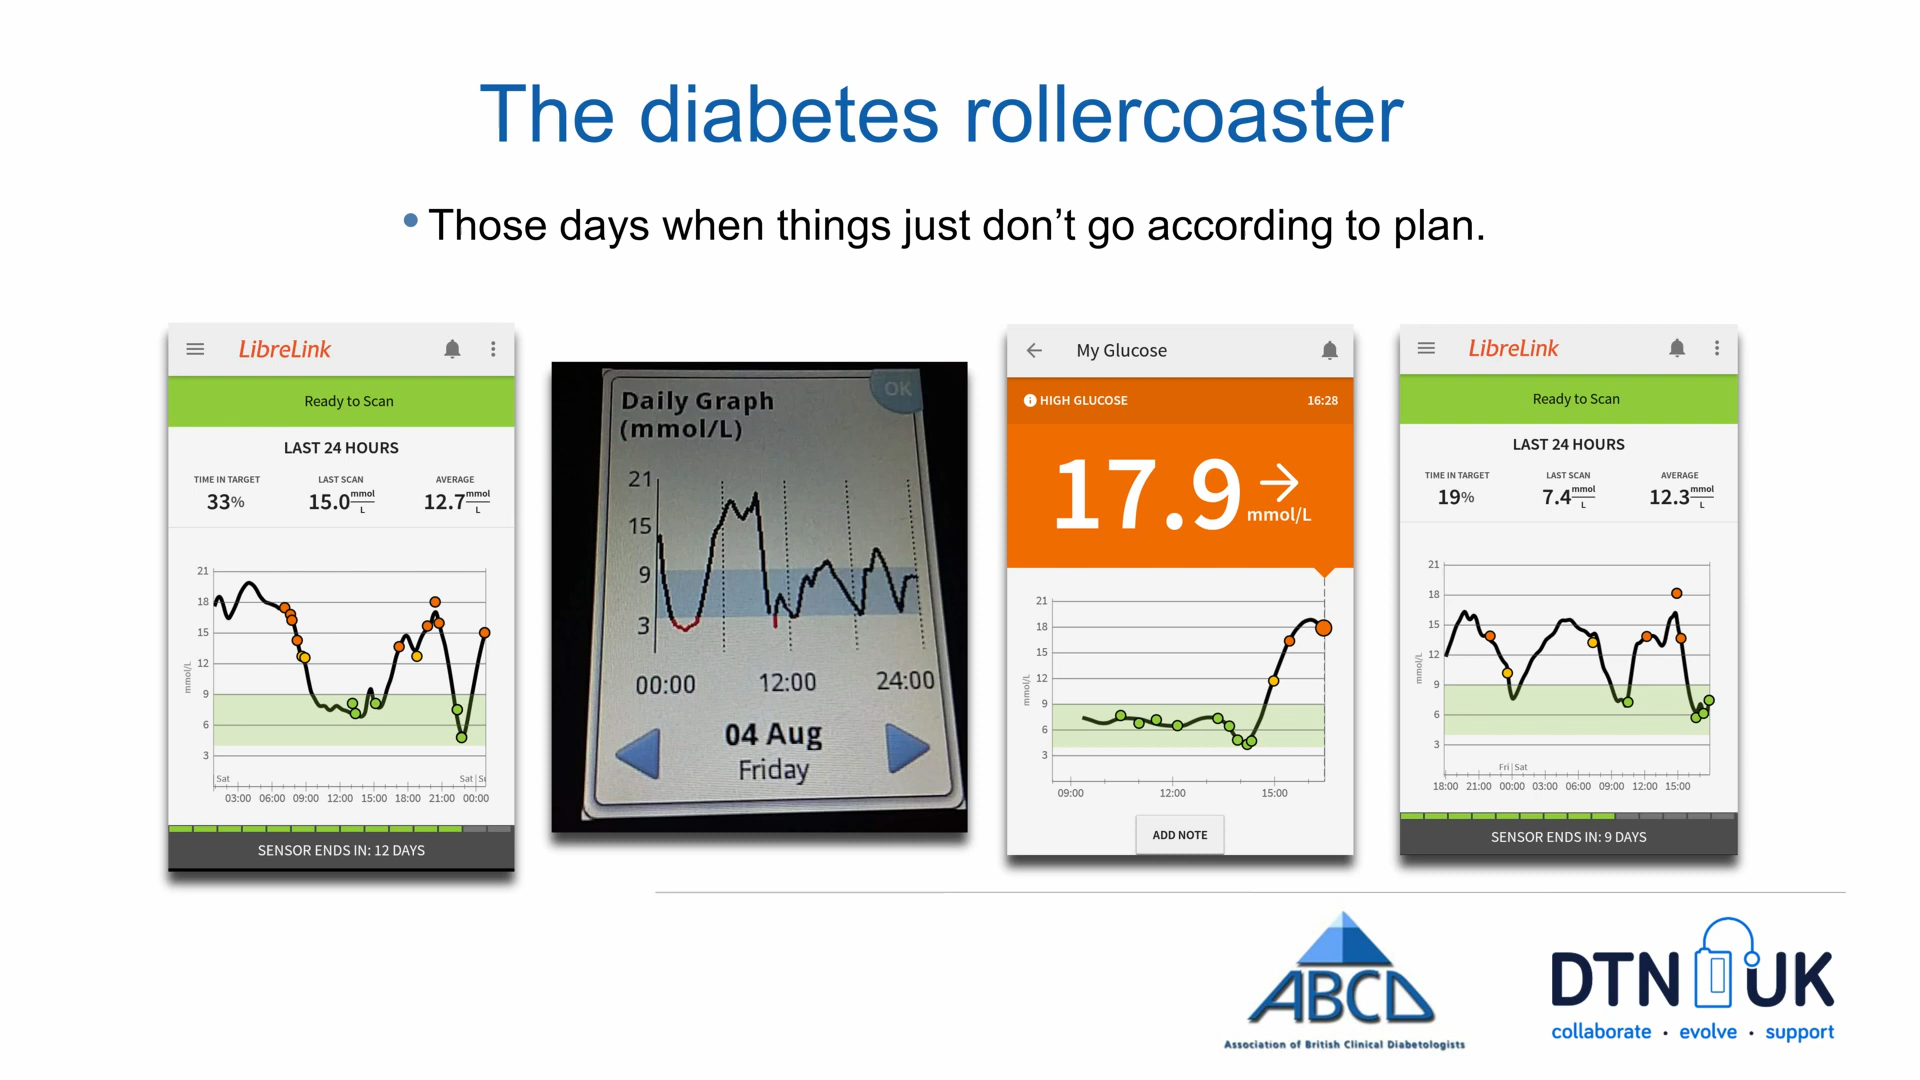 The diabetes rollercoaster
• Those days when things just don’t go according to plan.
LibreLink
Ready to Scan
LAST 24 HOURS
TIME IN TARGET LAST SCAN AVERAGE
33% 15.0 mmol/L 12.7 mmol/L
21
18
15
12
9
6
3
mmol/L
Sat Sat
03:00 06:00 09:00 12:00 15:00 18:00 21:00 00:00
SENSOR ENDS IN: 12 DAYS
OK
Daily Graph
(mmol/L)
21
15
9
3
00:00 12:00 24:00
04 Aug
Friday
My Glucose
HIGH GLUCOSE 16:28
17.9 → mmol/L
21
18
15
12
9
6
3
mmol/L
09:00 12:00 15:00
ADD NOTE
LibreLink
Ready to Scan
LAST 24 HOURS
TIME IN TARGET LAST SCAN AVERAGE
19% 7.4 mmol/L 12.3 mmol/L
21
18
15
12
9
6
3
mmol/L
Fri Sat
18:00 21:00 00:00 03:00 06:00 09:00 12:00 15:00
SENSOR ENDS IN: 9 DAYS
ABCD
Association of British Clinical Diabetologists
DTN UK
collaborate · evolve · support